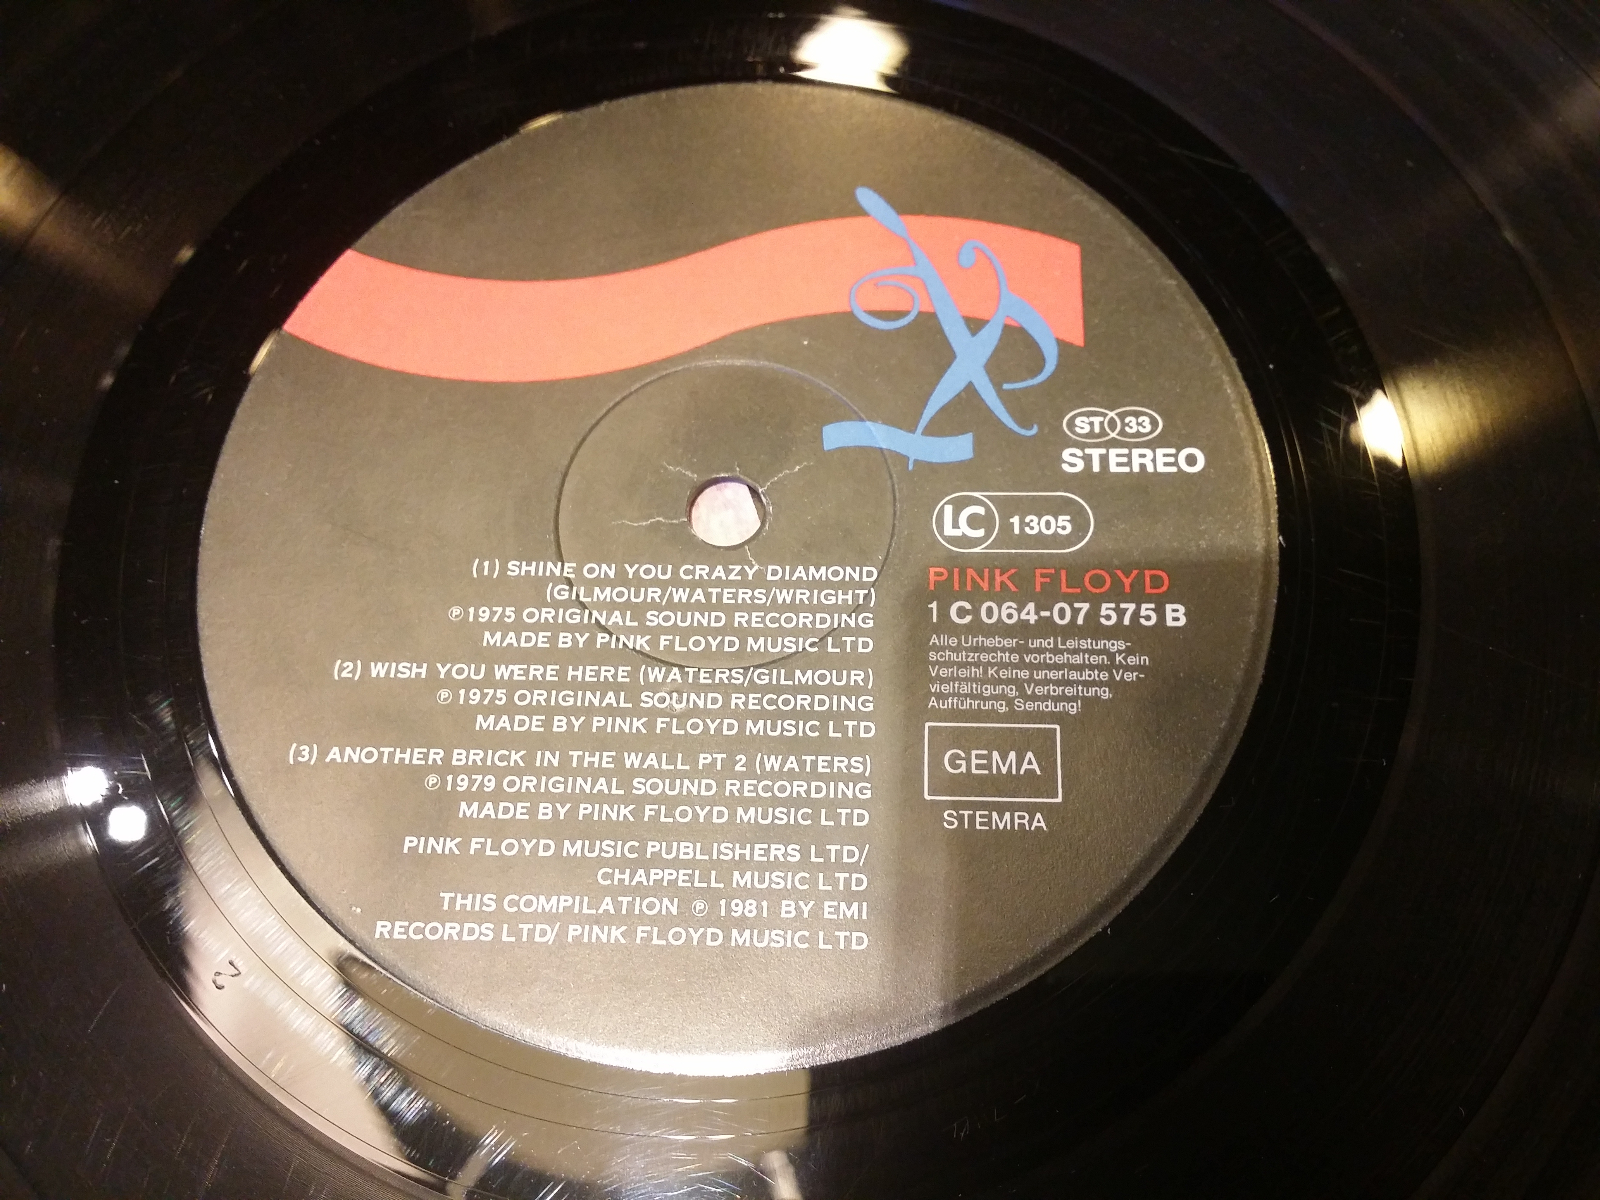 ST 33
STEREO
LC 1305
(1) SHINE ON YOU CRAZY DIAMOND
(GILMOUR/WATERS/WRIGHT)
℗1975 ORIGINAL SOUND RECORDING
MADE BY PINK FLOYD MUSIC LTD
(2) WISH YOU WERE HERE (WATERS/GILMOUR)
℗1975 ORIGINAL SOUND RECORDING
MADE BY PINK FLOYD MUSIC LTD
(3) ANOTHER BRICK IN THE WALL PT 2 (WATERS)
℗1979 ORIGINAL SOUND RECORDING
MADE BY PINK FLOYD MUSIC LTD
PINK FLOYD MUSIC PUBLISHERS LTD/
CHAPPELL MUSIC LTD
THIS COMPILATION ℗ 1981 BY EMI
RECORDS LTD/ PINK FLOYD MUSIC LTD
PINK FLOYD
1 C 064-07 575 B
Alle Urheber- und Leistungs-
schutzrechte vorbehalten. Kein
Verleih! Keine unerlaubte Ver-
vielfältigung, Verbreitung,
Aufführung, Sendung!
GEMA
STEMRA
2